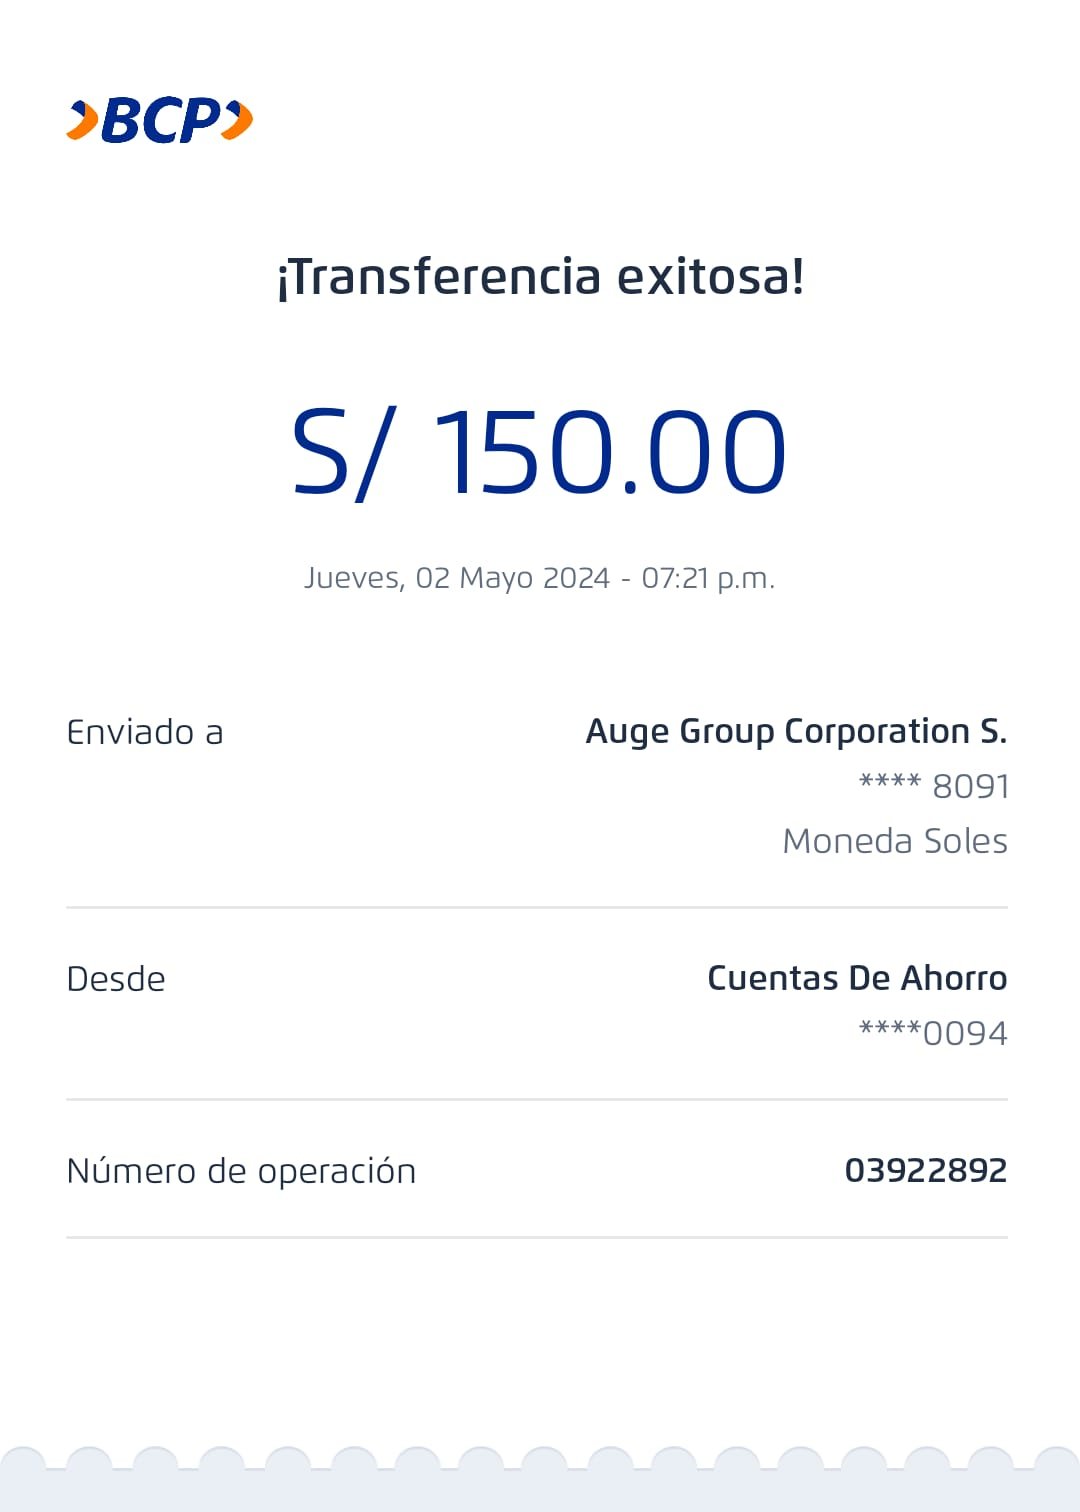 BCP
¡Transferencia exitosa!
S/ 150.00
Jueves, 02 Mayo 2024 - 07:21 p.m.
Enviado a
Auge Group Corporation S.
**** 8091
Moneda Soles
Desde
Cuentas De Ahorro
****0094
Número de operación
03922892